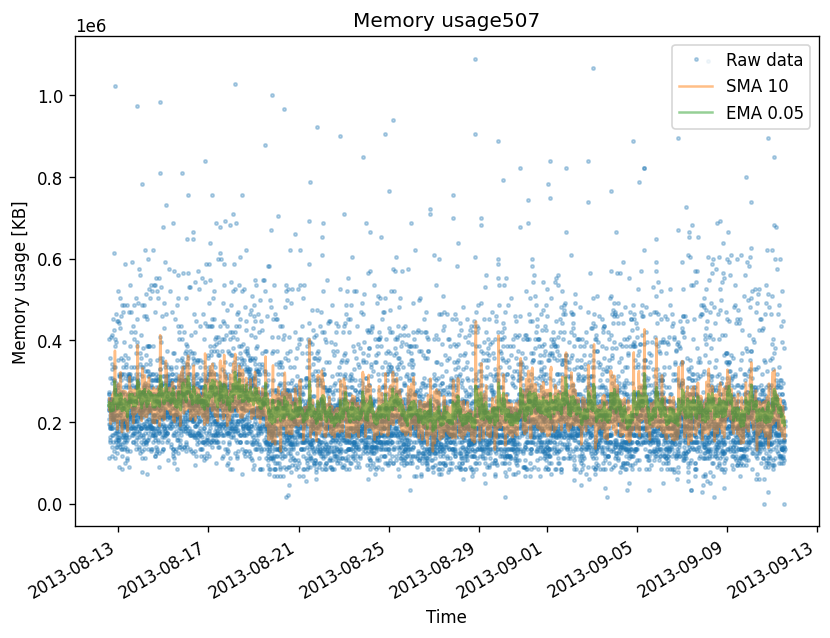 Memory usage507
1e6
Raw data
SMA 10
EMA 0.05
1.0
0.8
0.6
0.4
0.2
0.0
Memory usage [KB]
2013-08-13
2013-08-17
2013-08-21
2013-08-25
2013-08-29
2013-09-01
2013-09-05
2013-09-09
2013-09-13
Time